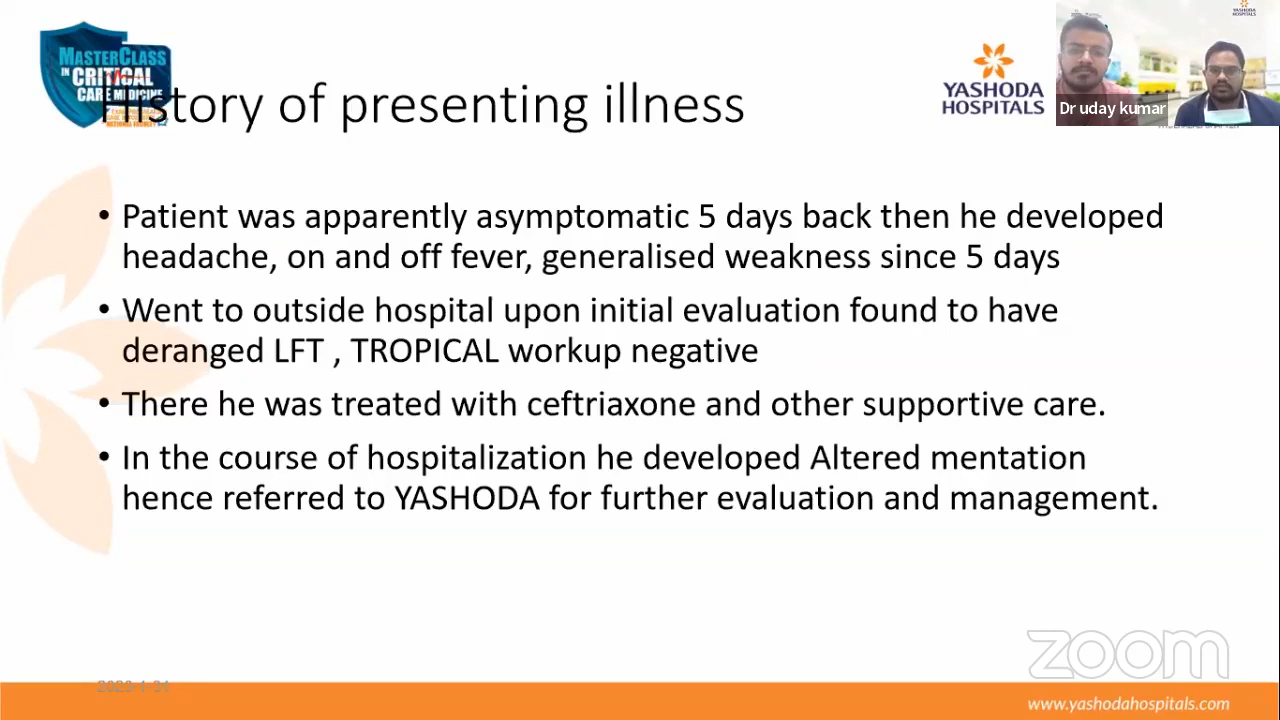 MASTERCLASS
IN CRITICAL
CARE MEDICINE
History of presenting illness
YASHODA
HOSPITALS
YASHODA
HOSPITALS
Dr uday kumar
• Patient was apparently asymptomatic 5 days back then he developed
headache, on and off fever, generalised weakness since 5 days
• Went to outside hospital upon initial evaluation found to have
deranged LFT , TROPICAL workup negative
• There he was treated with ceftriaxone and other supportive care.
• In the course of hospitalization he developed Altered mentation
hence referred to YASHODA for further evaluation and management.
zoom
www.yashodahospitals.com